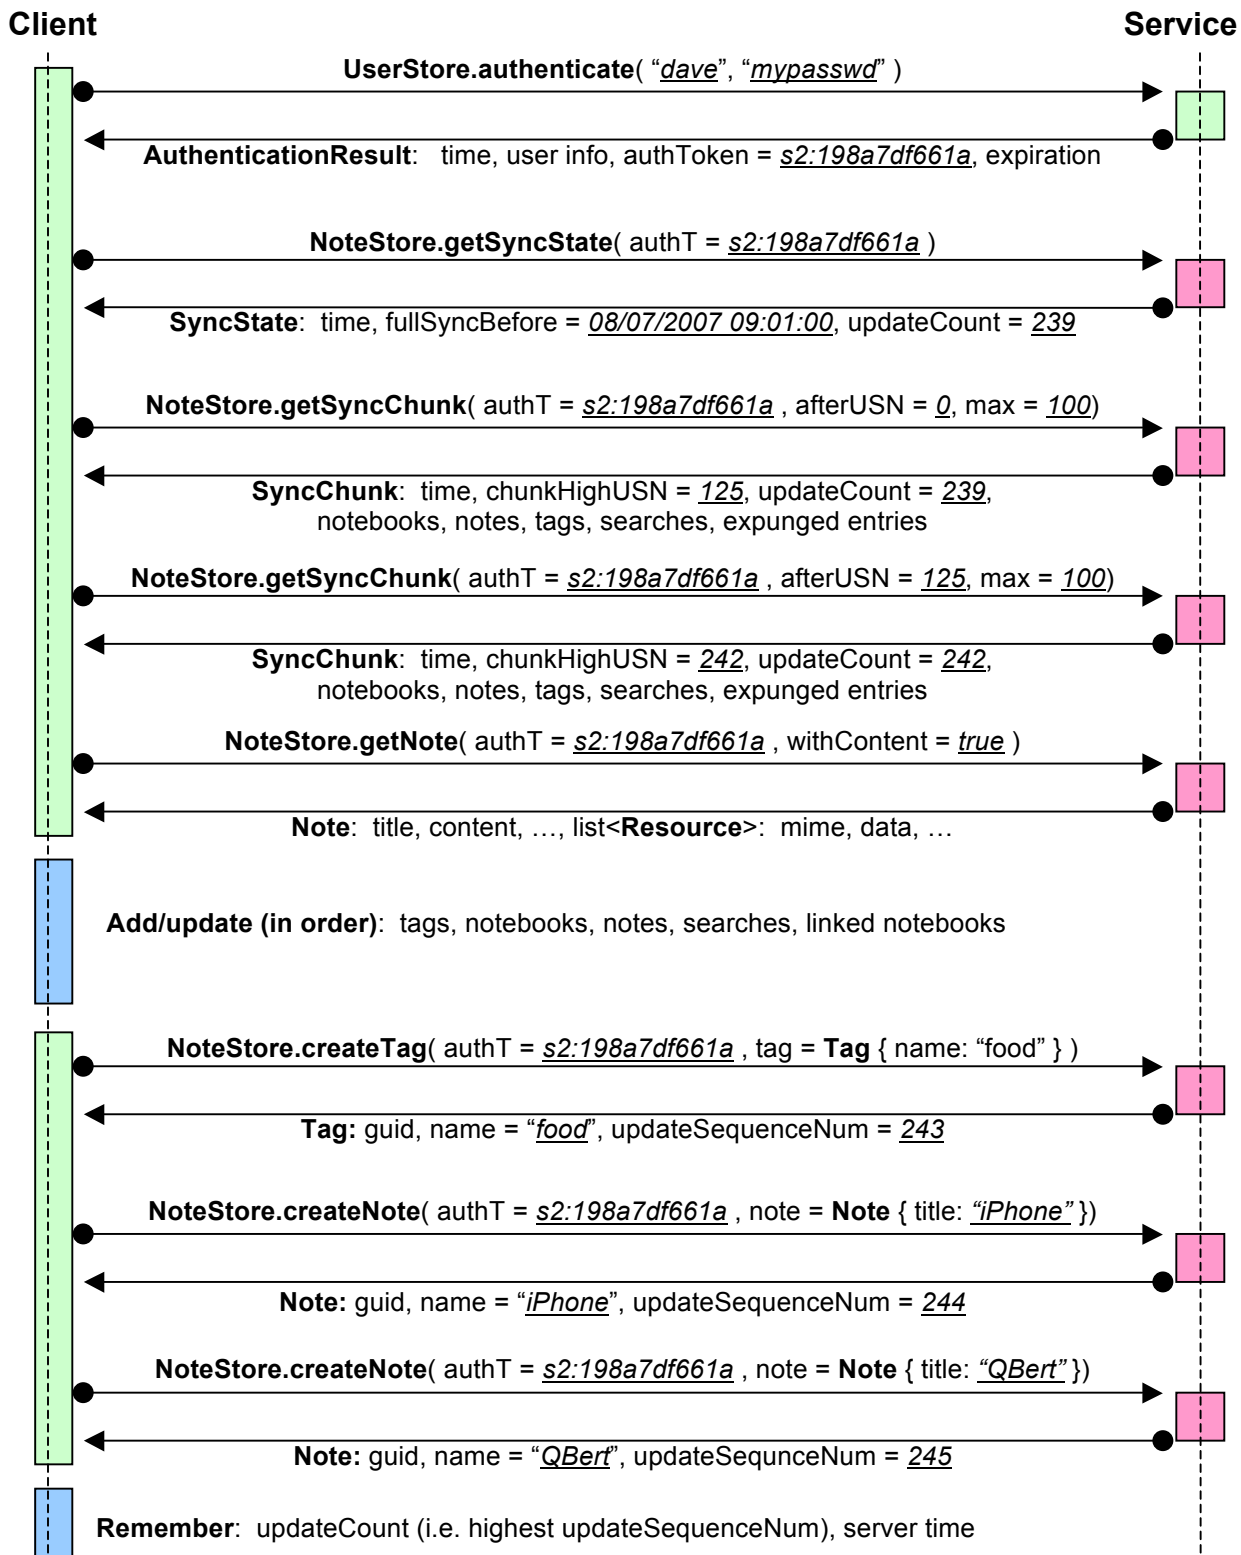 Client
Service
UserStore.authenticate( “dave”, “mypasswd” )
AuthenticationResult: time, user info, authToken = s2:198a7df661a, expiration
NoteStore.getSyncState( authT = s2:198a7df661a )
SyncState: time, fullSyncBefore = 08/07/2007 09:01:00, updateCount = 239
NoteStore.getSyncChunk( authT = s2:198a7df661a , afterUSN = 0, max = 100)
SyncChunk: time, chunkHighUSN = 125, updateCount = 239,
notebooks, notes, tags, searches, expunged entries
NoteStore.getSyncChunk( authT = s2:198a7df661a , afterUSN = 125, max = 100)
SyncChunk: time, chunkHighUSN = 242, updateCount = 242,
notebooks, notes, tags, searches, expunged entries
NoteStore.getNote( authT = s2:198a7df661a , withContent = true )
Note: title, content, …, list<Resource>: mime, data, …
Add/update (in order): tags, notebooks, notes, searches, linked notebooks
NoteStore.createTag( authT = s2:198a7df661a , tag = Tag { name: “food” } )
Tag: guid, name = “food”, updateSequenceNum = 243
NoteStore.createNote( authT = s2:198a7df661a , note = Note { title: “iPhone” })
Note: guid, name = “iPhone”, updateSequenceNum = 244
NoteStore.createNote( authT = s2:198a7df661a , note = Note { title: “QBert” })
Note: guid, name = “QBert”, updateSequnceNum = 245
Remember: updateCount (i.e. highest updateSequenceNum), server time